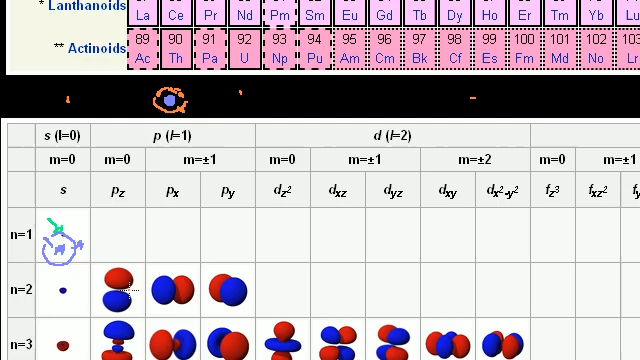 * Lanthanoids La Ce Pr Nd Pm Sm Eu Gd Tb Dy Ho Er Tm Yb
89 90 91 92 93 94 95 96 97 98 99 100 101 102
** Actinoids Ac Th Pa U Np Pu Am Cm Bk Cf Es Fm Md No Lr
s (l=0) p (l=1) d (l=2)
m=0 m=0 m=±1 m=0 m=±1 m=±2 m=0 m=±1
s pz px py dz² dxz dyz dxy dx²-y² fz³ fxz²
n=1
n=2
n=3